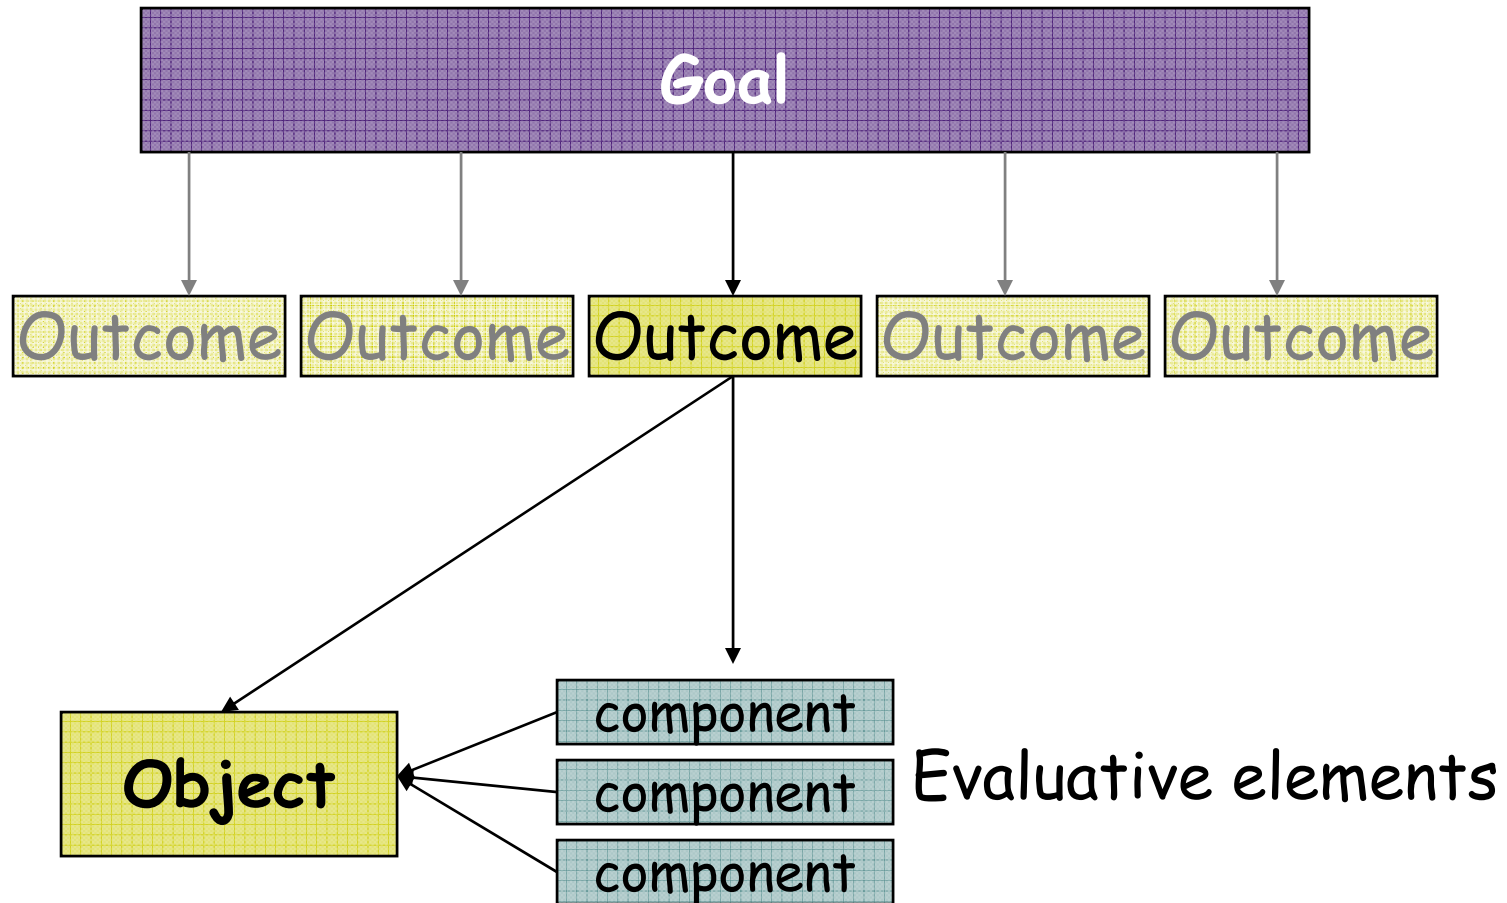 Goal
Outcome Outcome Outcome Outcome Outcome
component
Object component Evaluative elements
component